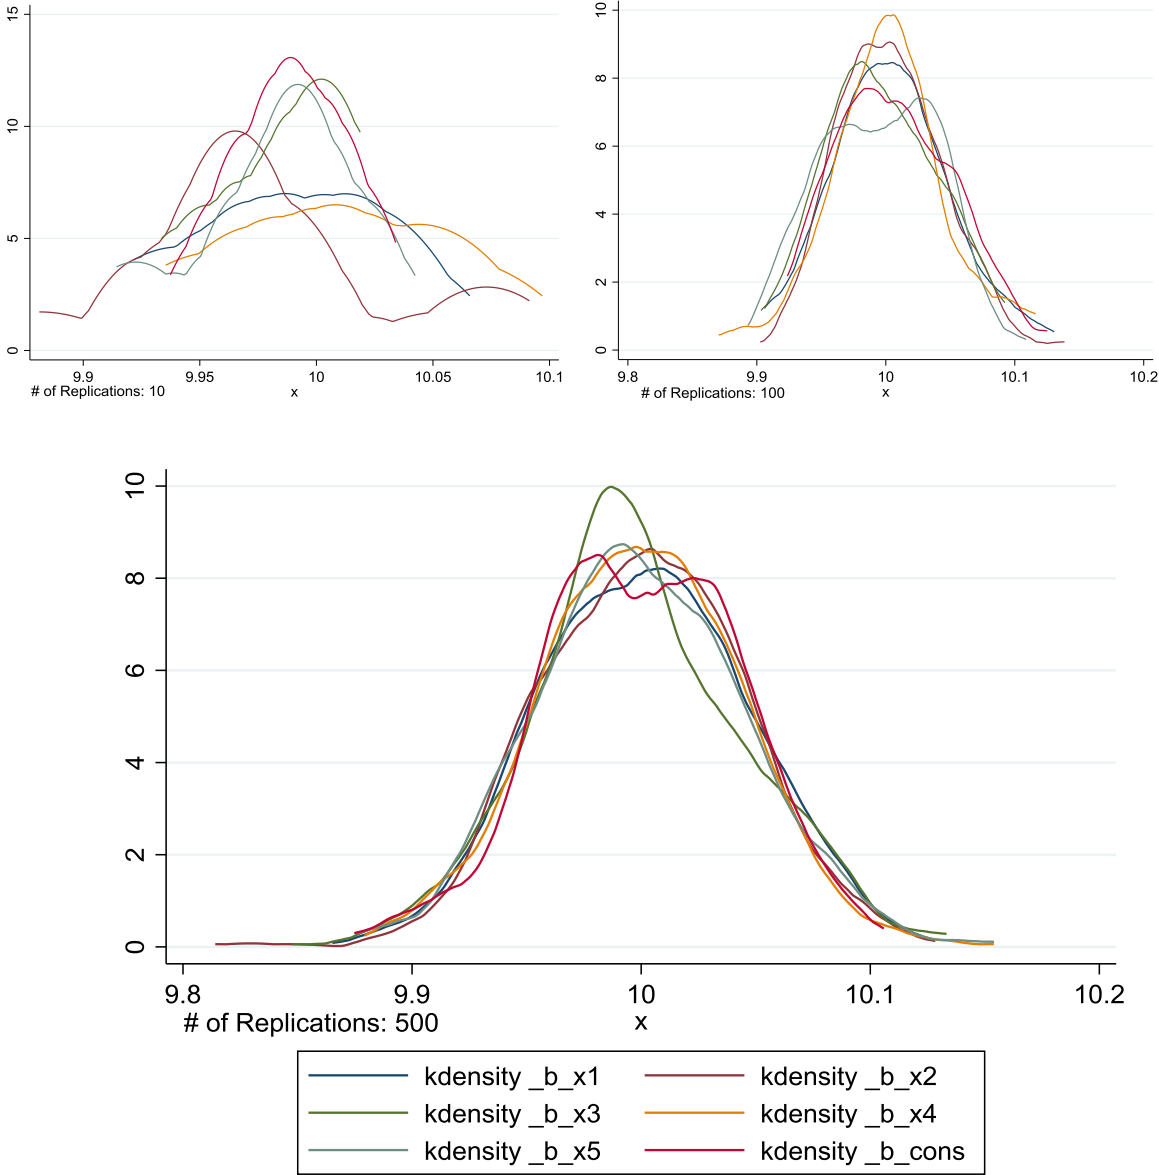 15
10
5
0
9.9 9.95 10 10.05 10.1
# of Replications: 10 x
10
8
6
4
2
0
9.8 9.9 10 10.1 10.2
# of Replications: 100 x
10
8
6
4
2
0
9.8 9.9 10 10.1 10.2
# of Replications: 500 x
kdensity _b_x1 kdensity _b_x2
kdensity _b_x3 kdensity _b_x4
kdensity _b_x5 kdensity _b_cons